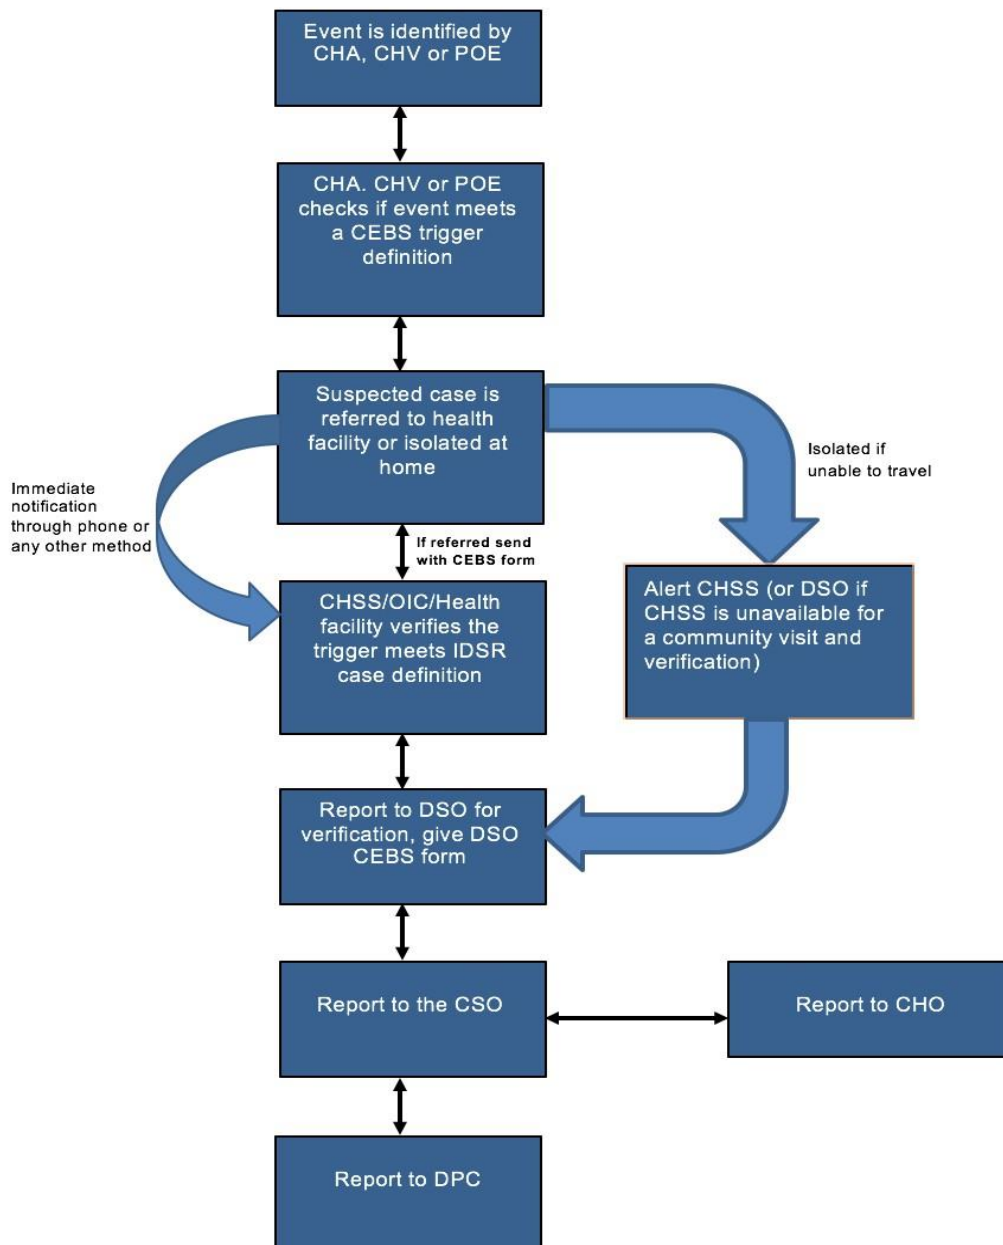 Event is identified by
CHA, CHV or POE
CHA. CHV or POE
checks if event meets
a CEBS trigger
definition
Suspected case is
referred to health
facility or isolated at
home
Isolated if
unable to travel
Immediate
notification
through phone or
any other method
If referred send
with CEBS form
CHSS/OIC/Health
facility verifies the
trigger meets IDSR
case definition
Alert CHSS (or DSO if
CHSS is unavailable for
a community visit and
verification)
Report to DSO for
verification, give DSO
CEBS form
Report to the CSO
Report to CHO
Report to DPC